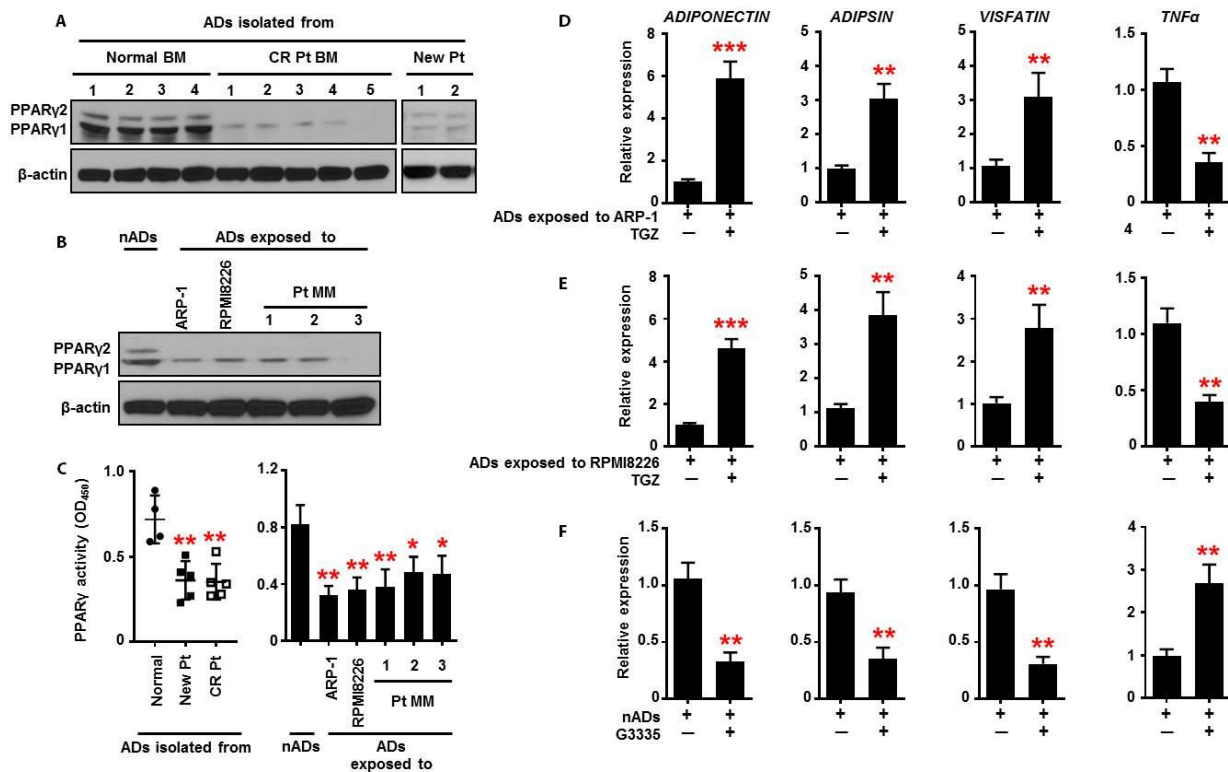 A
ADs isolated from
Normal BM CR Pt BM New Pt
1 2 3 4 1 2 3 4 5 1 2
PPARγ2
PPARγ1
β-actin
B
nADs ADs exposed to
ARP-1 RPMI8226 Pt MM
1 2 3
PPARγ2
PPARγ1
β-actin
C
PPARγ activity (OD450)
1.0
0.5
0
** **
Normal New Pt CR Pt
ADs isolated from
1.2
0.8
0.4
0
** ** ** * *
ARP-1 RPMI8226 1 2 3
Pt MM
nADs ADs
exposed to
D
ADIPONECTIN ADIPSIN VISFATIN TNFα
Relative expression
8
6
4
2
0
***
5
4
3
2
1
0
**
5
4
3
2
1
0
**
1.5
1.0
0.5
0
**
ADs exposed to ARP-1 + + + + + + + +
TGZ — + — + — + — +
4
E
Relative expression
8
6
4
2
0
***
5
4
3
2
1
0
**
4
3
2
1
0
**
1.5
1.0
0.5
0
**
ADs exposed to RPMI8226 + + + + + + + +
TGZ — + — + — + — +
F
Relative expression
1.5
1.0
0.5
0
**
1.5
1.0
0.5
0
**
1.5
1.0
0.5
0
**
4
3
2
1
0
**
nADs + + + + + + + +
G3335 — + — + — + — +